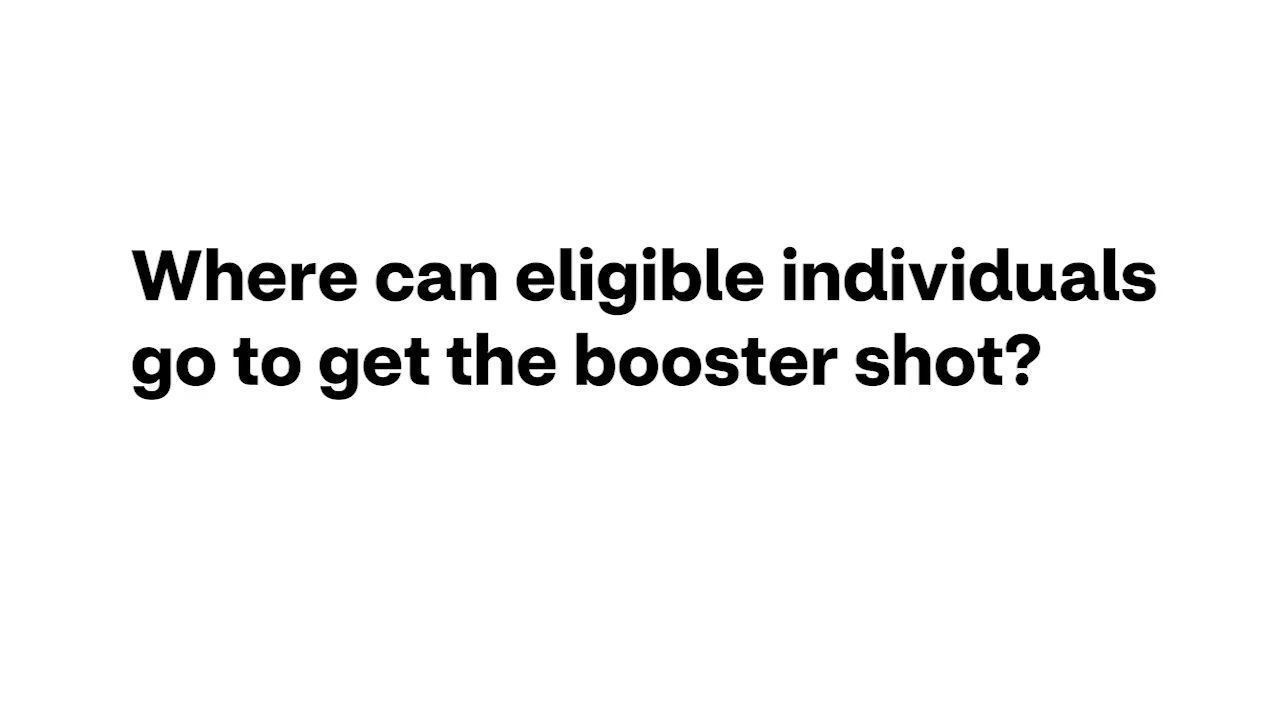 Where can eligible individuals
go to get the booster shot?